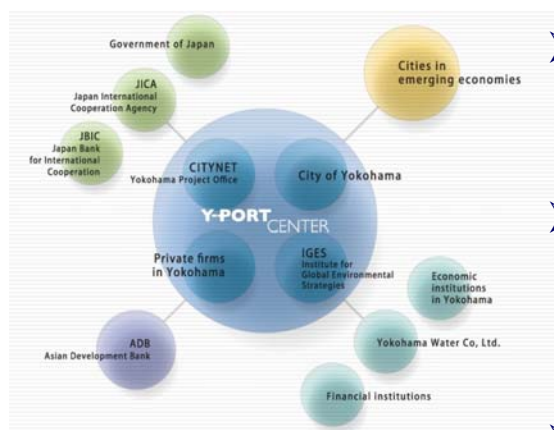 Government of Japan
JICA
Japan International
Cooperation Agency
JBIC
Japan Bank
for International
Cooperation
Cities in
emerging economies
CITYNET
Yokohama Project Office
City of Yokohama
Y-PORT CENTER
Private firms
in Yokohama
IGES
Institute for
Global Environmental
Strategies
Economic
institutions
in Yokohama
ADB
Asian Development Bank
Yokohama Water Co, Ltd.
Financial institutions